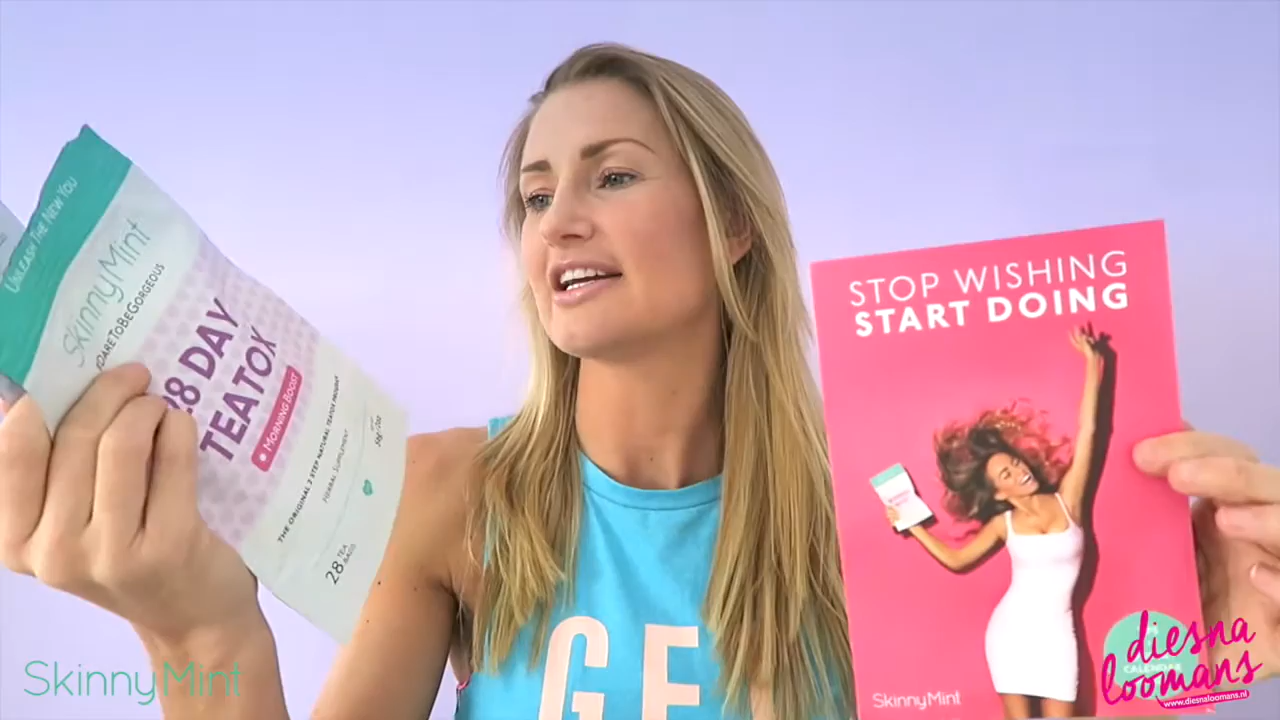 UNLEASH THE NEW YOU
SkinnyMint
#DARETOBEGORGEOUS
28 DAY
TEATOX
MORNING BOOST
THE ORIGINAL 2 STEP NATURAL TEATOX PROGRAM
HERBAL SUPPLEMENT
28 TEA
BAGS
GE
STOP WISHING
START DOING
CALENDAR
SkinnyMint
SkinnyMint
diesna
loomans
www.diesnaloomans.nl